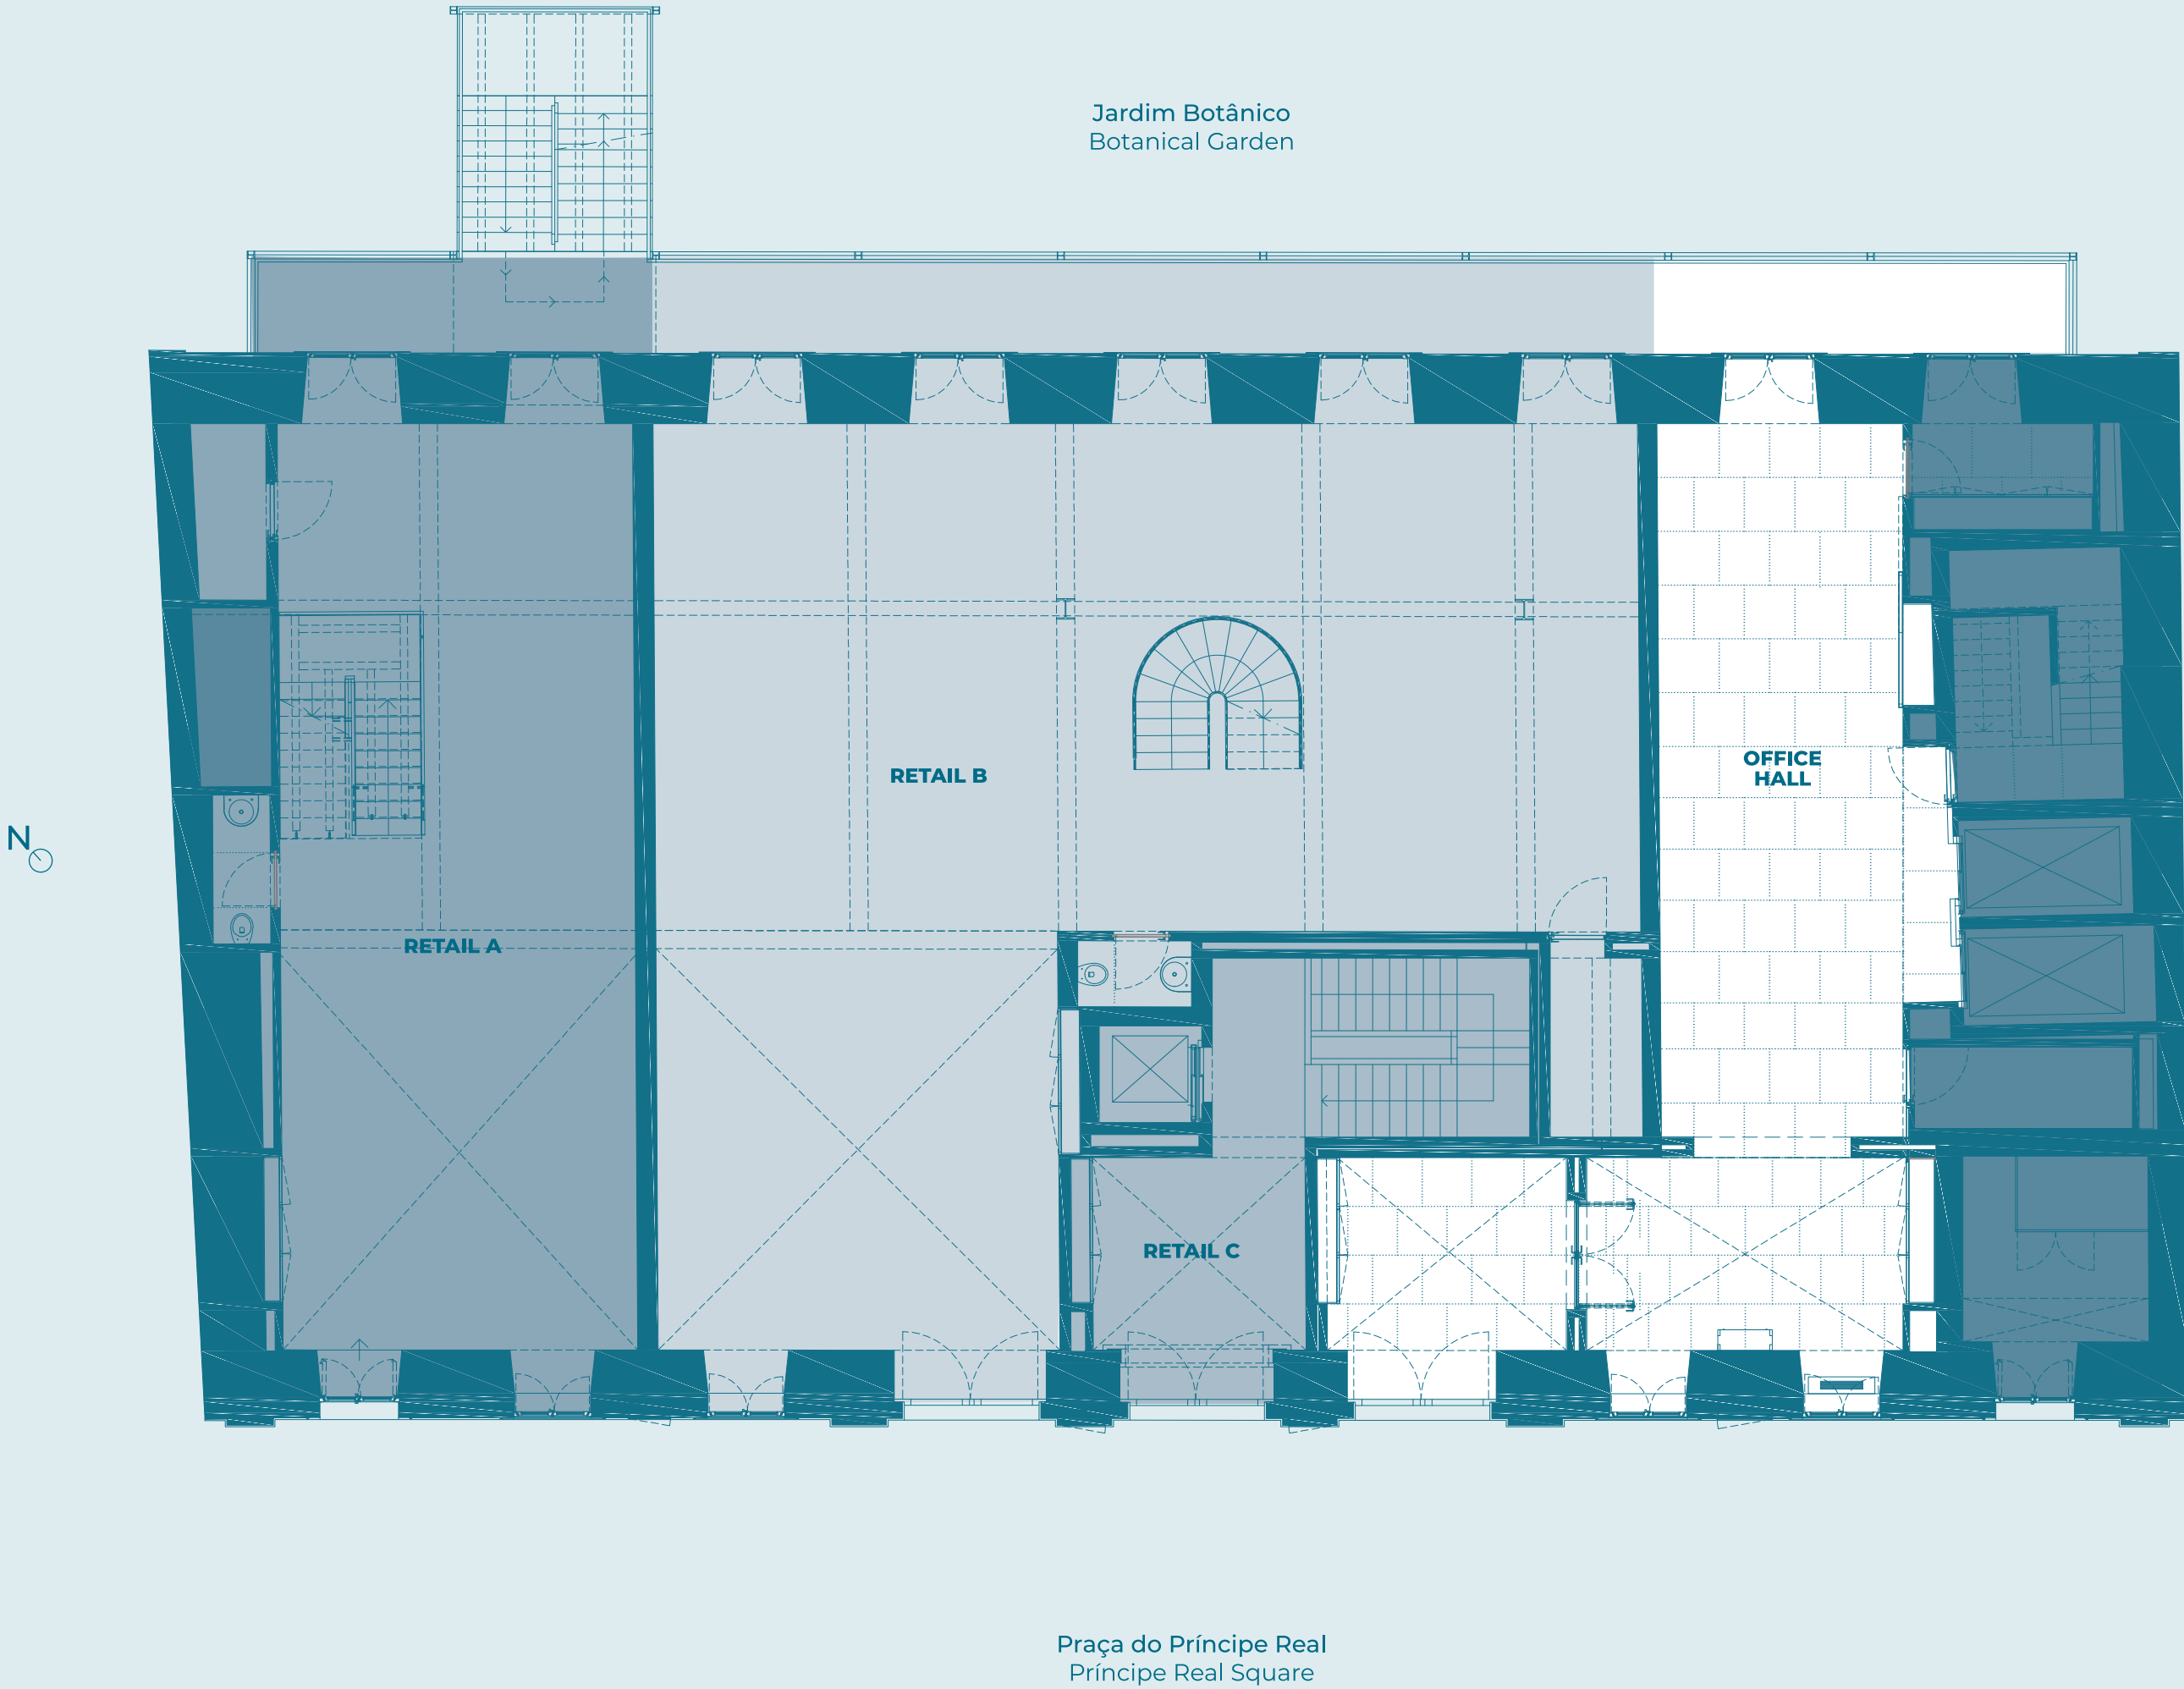 Jardim Botânico
Botanical Garden
OFFICE
HALL
RETAIL B
N
RETAIL A
RETAIL C
Praça do Príncipe Real
Príncipe Real Square